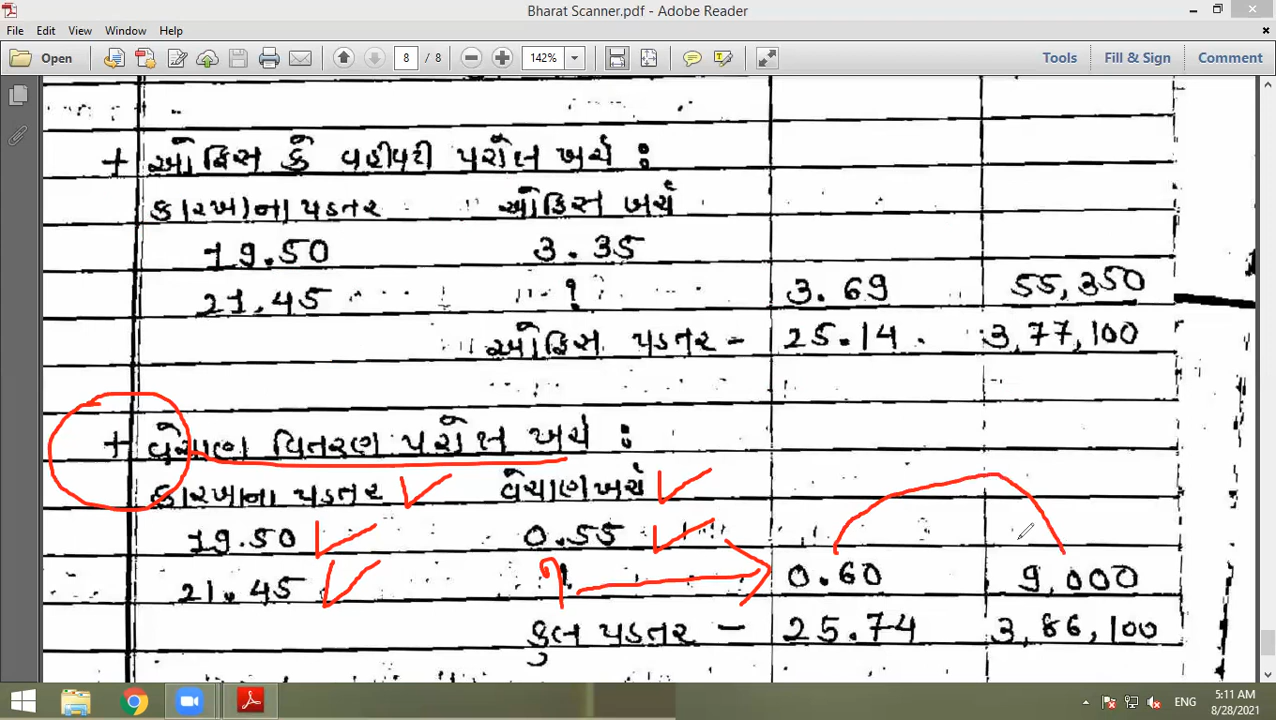 Bharat Scanner.pdf - Adobe Reader
File Edit View Window Help
Open 8 / 8 142% Tools Fill & Sign Comment
+ ઓફિસ કે વહીવટી પરોક્ષ ખર્ચ :
કારખાના પડતર ઓફિસ ખર્ચ
19.50 3.35
21.45 ? 3.69 55,350
ઓફિસ પડતર - 25.14 3,77,100
+ વેચાણ વિતરણ પરોક્ષ ખર્ચ :
કારખાના પડતર વેચાણ ખર્ચ
19.50 0.55
21.45 ? 0.60 9,000
કુલ પડતર - 25.74 3,86,100
ENG 5:11 AM
8/28/2021